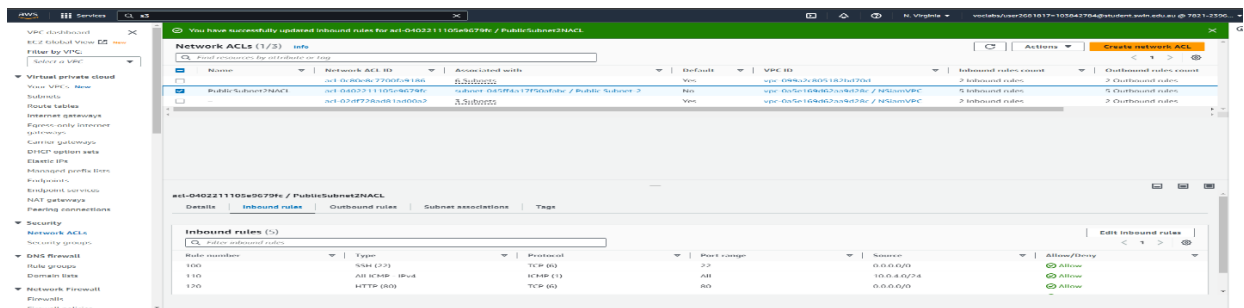 aws Services s3 N. Virginia
VPC dashboard
EC2 Global View New
Filter by VPC:
Select a VPC
Virtual private cloud
Your VPCs New
Subnets
Route tables
Internet gateways
Egress-only internet
gateways
Carrier gateways
DHCP option sets
Elastic IPs
Managed prefix lists
Endpoints
Endpoint services
NAT gateways
Peering connections
Security
Network ACLs
Security groups
DNS firewall
Rule groups
Domain lists
Network Firewall
Firewalls
You have successfully updated inbound rules for acl-0402211105e9679fc / PublicSubnet2NACL
Network ACLs (1/3) Info
Actions
Create network ACL
Find resources by attribute or tag
1
Name Network ACL ID Associated with Default VPC ID Inbound rules count Outbound rules count
6 Subnets Yes 2 Inbound rules 2 Outbound rules
PublicSubnet2NACL acl-0402211105e9679fc / Public Subnet 2 No / NSiamVPC 5 Inbound rules 5 Outbound rules
– 3 Subnets Yes / NSiamVPC 2 Inbound rules 2 Outbound rules
acl-0402211105e9679fc / PublicSubnet2NACL
Details Inbound rules Outbound rules Subnet associations Tags
Inbound rules (5)
Edit inbound rules
Filter inbound rules
1
Rule number Type Protocol Port range Source Allow/Deny
100 SSH (22) TCP (6) 22 0.0.0.0/0 Allow
110 All ICMP - IPv4 ICMP (1) All 10.0.4.0/24 Allow
120 HTTP (80) TCP (6) 80 0.0.0.0/0 Allow